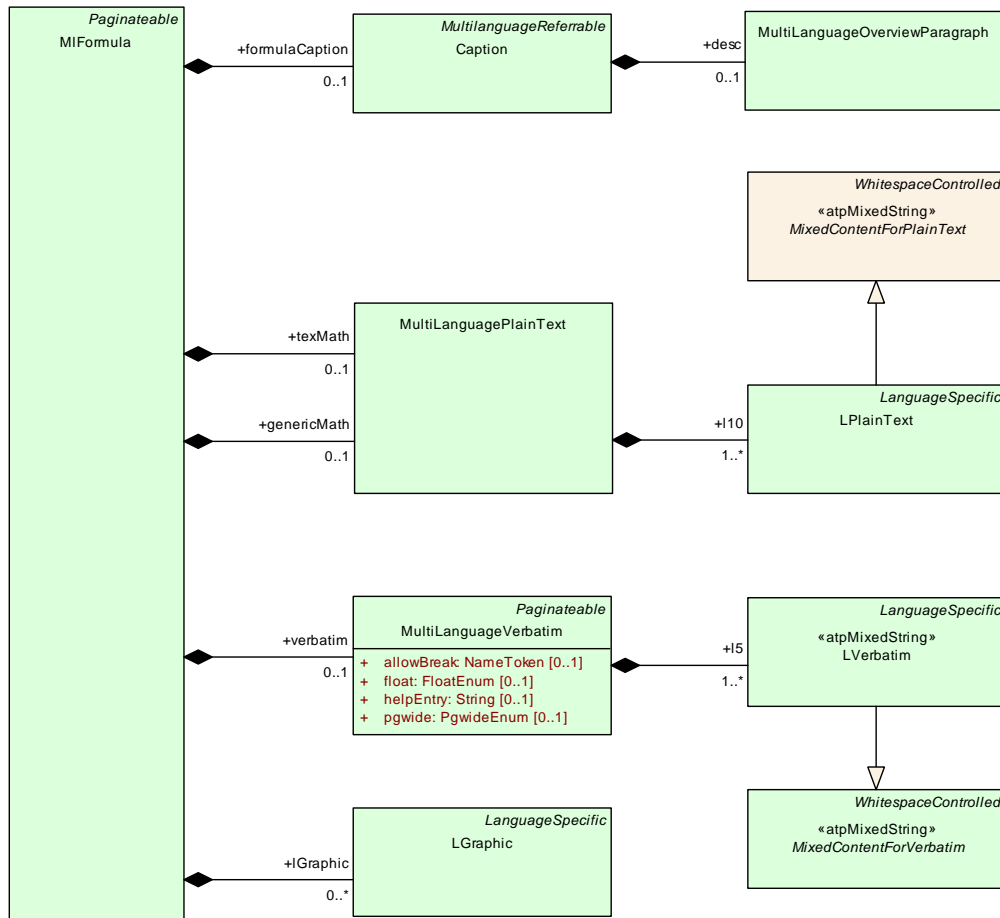 Paginateable
MlFormula
+formulaCaption
0..1
MultilanguageReferrable
Caption
+desc
0..1
MultiLanguageOverviewParagraph
WhitespaceControlled
«atpMixedString»
MixedContentForPlainText
+texMath
0..1
+genericMath
0..1
MultiLanguagePlainText
+l10
1..*
LanguageSpecific
LPlainText
+verbatim
0..1
Paginateable
MultiLanguageVerbatim
+ allowBreak: NameToken [0..1]
+ float: FloatEnum [0..1]
+ helpEntry: String [0..1]
+ pgwide: PgwideEnum [0..1]
+l5
1..*
LanguageSpecific
«atpMixedString»
LVerbatim
WhitespaceControlled
«atpMixedString»
MixedContentForVerbatim
+lGraphic
0..*
LanguageSpecific
LGraphic